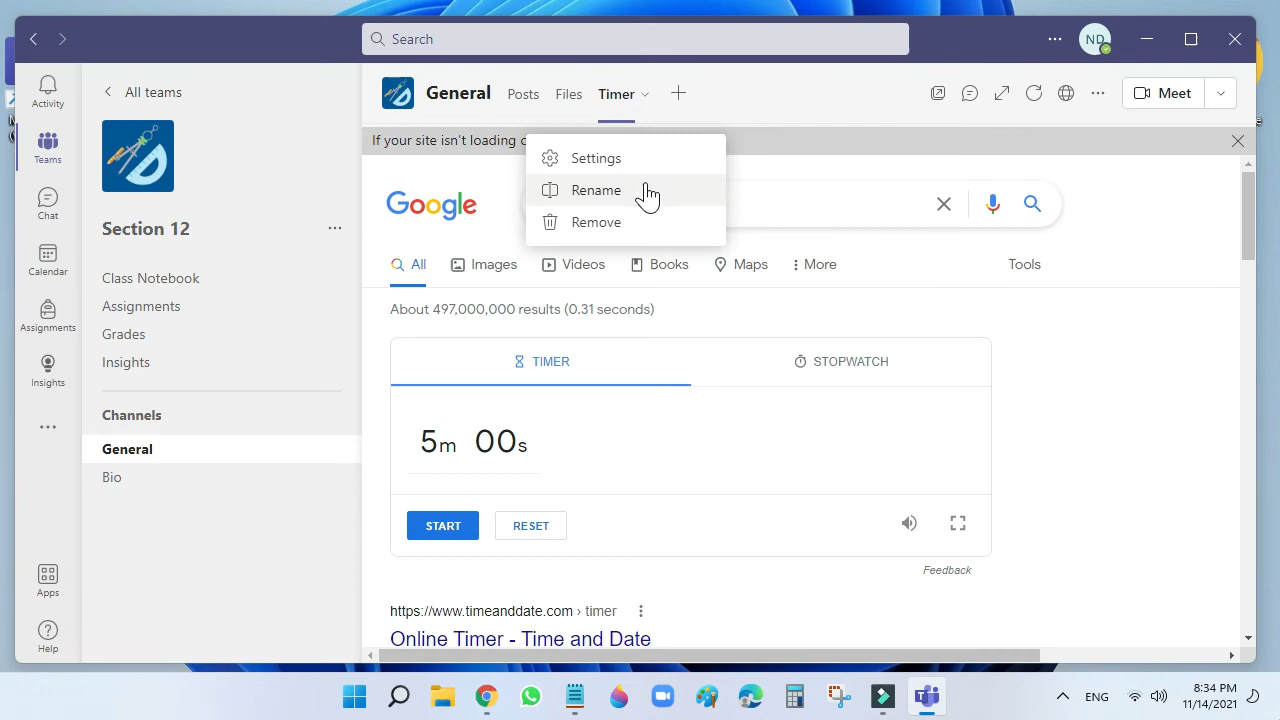 Search
ND
Activity
Teams
Chat
Calendar
Assignments
Insights
Apps
Help
All teams
Section 12
Class Notebook
Assignments
Grades
Insights
Channels
General
Bio
General Posts Files Timer
Meet
If your site isn't loading
Settings
Rename
Remove
Google
All Images Videos Books Maps More Tools
About 497,000,000 results (0.31 seconds)
TIMER STOPWATCH
5m 00s
START RESET
Feedback
https://www.timeanddate.com › timer
Online Timer - Time and Date
ENG
8:34 PM
11/14/2021